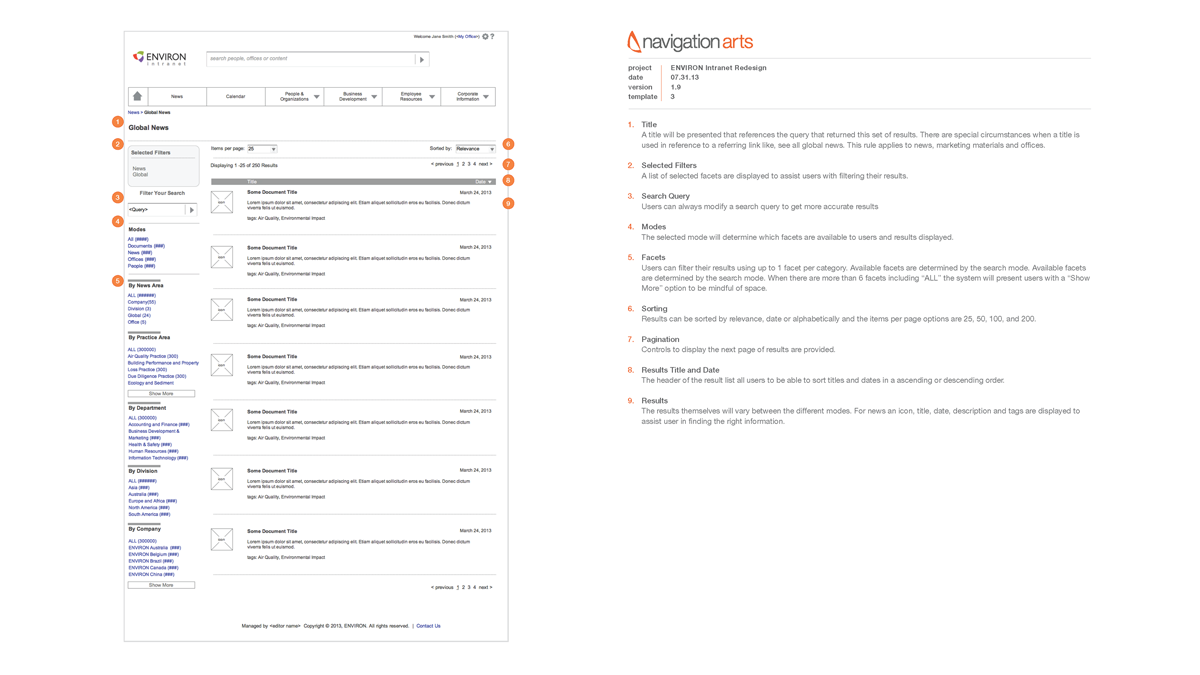 Welcome Jane Smith (<My Office>) ?
ENVIRON
intranet
search people, offices or content
News
Calendar
People &
Organizations
Business
Development
Employee
Resources
Corporate
Information
News > Global News
1
Global News
2
Selected Filters
News
Global
Filter Your Search
3
<Query>
4
Modes
All (####)
Documents (###)
News (###)
Offices (###)
People (###)
5
By News Area
ALL (######)
Company(55)
Division (3)
Global (24)
Office (5)
By Practice Area
ALL (300000)
Air Quality Practice (300)
Building Performance and Property
Loss Practice (200)
Due Diligence Practice (300)
Ecology and Sediment
Show More
By Department
ALL (300000)
Accounting and Finance (###)
Business Development &
Marketing (###)
Health & Safety (###)
Human Resources (###)
Information Technology (###)
By Division
ALL (######)
Asia (###)
Australia (###)
Europe and Africa (###)
North America (###)
South America (###)
By Company
ALL (300000)
ENVIRON Australia (###)
ENVIRON Belgium (###)
ENVIRON Brazil (###)
ENVIRON Canada (###)
ENVIRON China (###)
Show More
Items per page: 25
Sorted by: Relevance
6
Displaying 1 -25 of 250 Results
< previous 1 2 3 4 next >
7
Title
Date
8
icon
Some Document Title
March 24, 2013
9
Lorem ipsum dolor sit amet, consectetur adipiscing elit. Etiam aliquet sollicitudin eros eu facilisis. Donec dictum
viverra felis ut euismod.
tags: Air Quality, Environmental Impact
icon
Some Document Title
March 24, 2013
Lorem ipsum dolor sit amet, consectetur adipiscing elit. Etiam aliquet sollicitudin eros eu facilisis. Donec dictum
viverra felis ut euismod.
tags: Air Quality, Environmental Impact
icon
Some Document Title
March 24, 2013
Lorem ipsum dolor sit amet, consectetur adipiscing elit. Etiam aliquet sollicitudin eros eu facilisis. Donec dictum
viverra felis ut euismod.
tags: Air Quality, Environmental Impact
icon
Some Document Title
March 24, 2013
Lorem ipsum dolor sit amet, consectetur adipiscing elit. Etiam aliquet sollicitudin eros eu facilisis. Donec dictum
viverra felis ut euismod.
tags: Air Quality, Environmental Impact
icon
Some Document Title
March 24, 2013
Lorem ipsum dolor sit amet, consectetur adipiscing elit. Etiam aliquet sollicitudin eros eu facilisis. Donec dictum
viverra felis ut euismod.
tags: Air Quality, Environmental Impact
icon
Some Document Title
March 24, 2013
Lorem ipsum dolor sit amet, consectetur adipiscing elit. Etiam aliquet sollicitudin eros eu facilisis. Donec dictum
viverra felis ut euismod.
tags: Air Quality, Environmental Impact
icon
Some Document Title
March 24, 2013
Lorem ipsum dolor sit amet, consectetur adipiscing elit. Etiam aliquet sollicitudin eros eu facilisis. Donec dictum
viverra felis ut euismod.
tags: Air Quality, Environmental Impact
< previous 1 2 3 4 next >
Managed by <editor name> Copyright © 2013, ENVIRON. All rights reserved. | Contact Us
navigation arts
project ENVIRON Intranet Redesign
date 07.31.13
version 1.9
template 3
1. Title
A title will be presented that references the query that returned this set of results. There are special circumstances when a title is
used in reference to a referring link like, see all global news. This rule applies to news, marketing materials and offices.
2. Selected Filters
A list of selected facets are displayed to assist users with filtering their results.
3. Search Query
Users can always modify a search query to get more accurate results
4. Modes
The selected mode will determine which facets are available to users and results displayed.
5. Facets
Users can filter their results using up to 1 facet per category. Available facets are determined by the search mode. Available facets
are determined by the search mode. When there are more than 6 facets including “ALL” the system will present users with a “Show
More” option to be mindful of space.
6. Sorting
Results can be sorted by relevance, date or alphabetically and the items per page options are 25, 50, 100, and 200.
7. Pagination
Controls to display the next page of results are provided.
8. Results Title and Date
The header of the result list all users to be able to sort titles and dates in a ascending or descending order.
9. Results
The results themselves will vary between the different modes. For news an icon, title, date, description and tags are displayed to
assist user in finding the right information.